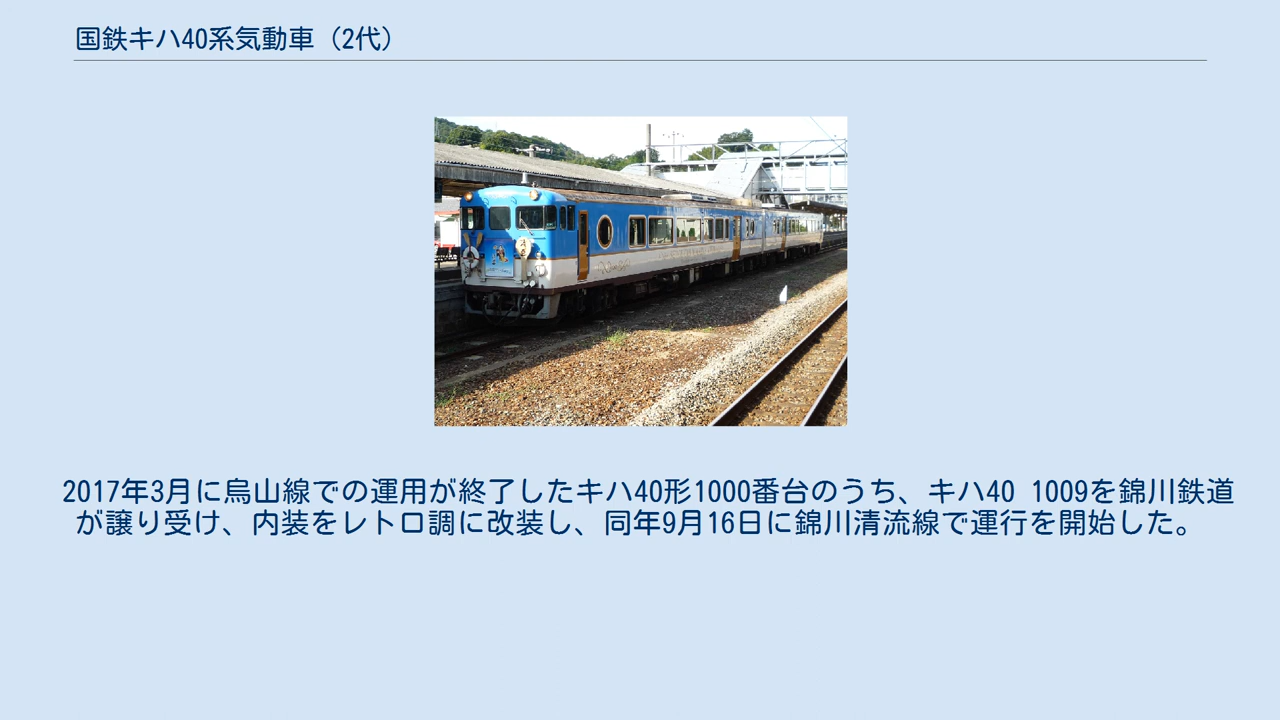 国鉄キハ40系気動車（2代）
2017年3月に烏山線での運用が終了したキハ40形1000番台のうち、キハ40 1009を錦川鉄道
が譲り受け、内装をレトロ調に改装し、同年9月16日に錦川清流線で運行を開始した。